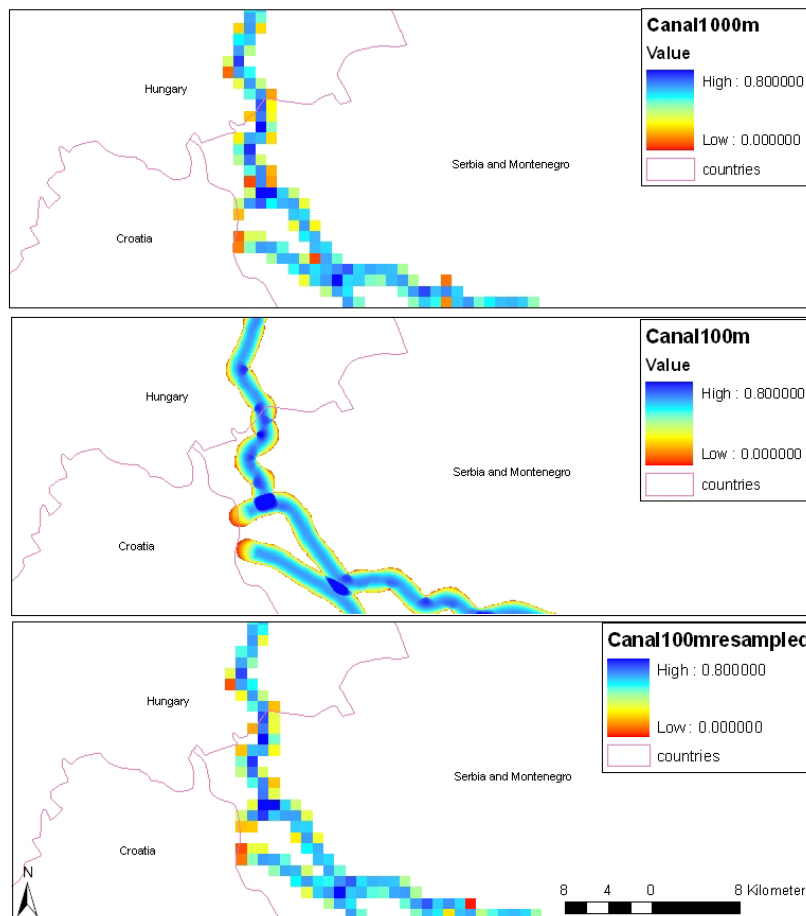 Canal1000m
Value
High : 0.800000
Low : 0.000000
countries
Hungary
Serbia and Montenegro
Croatia
Canal100m
Value
High : 0.800000
Low : 0.000000
countries
Hungary
Serbia and Montenegro
Croatia
Canal100mresampled
High : 0.800000
Low : 0.000000
countries
Hungary
Serbia and Montenegro
Croatia
N
8 4 0 8 Kilometer